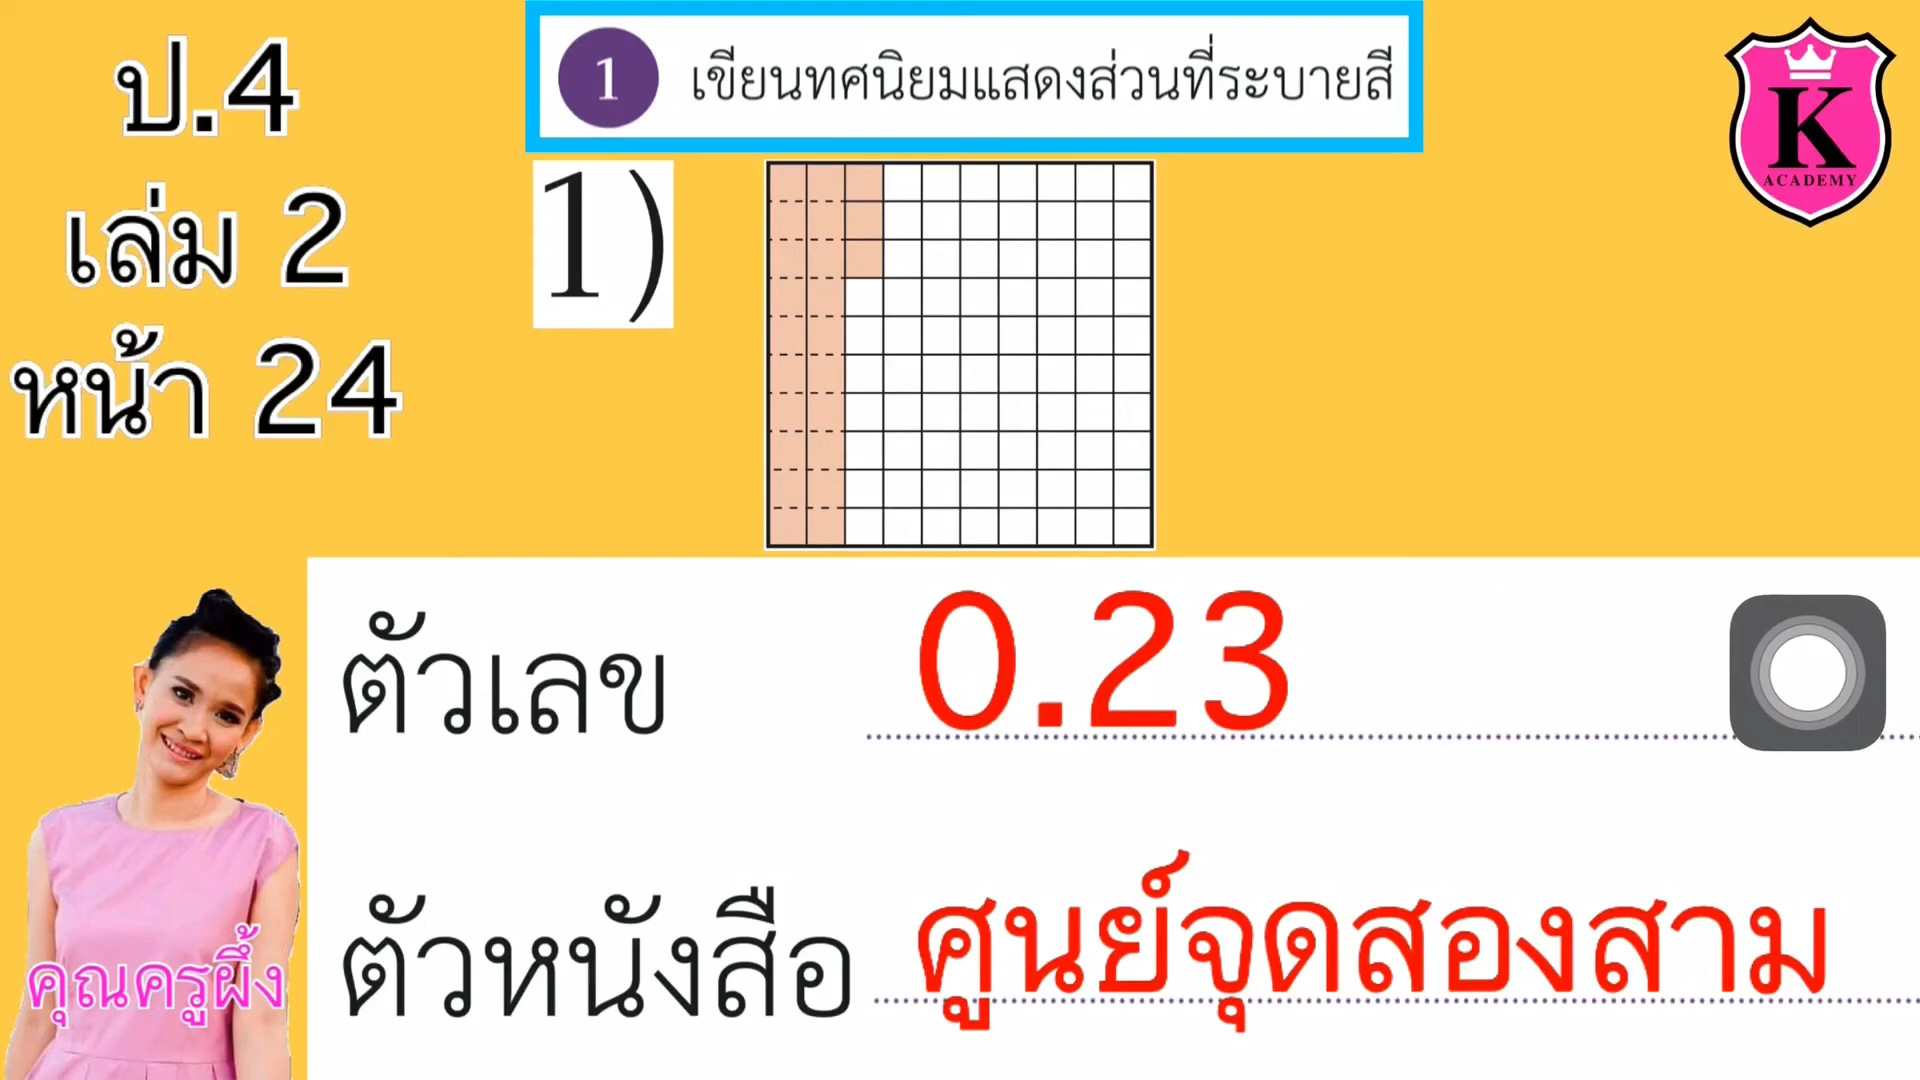 ป.4
เล่ม 2
หน้า 24
1 เขียนทศนิยมแสดงส่วนที่ระบายสี
1)
K
ACADEMY
ตัวเลข 0.23
ตัวหนังสือ ศูนย์จุดสองสาม
คุณครูผึ้ง